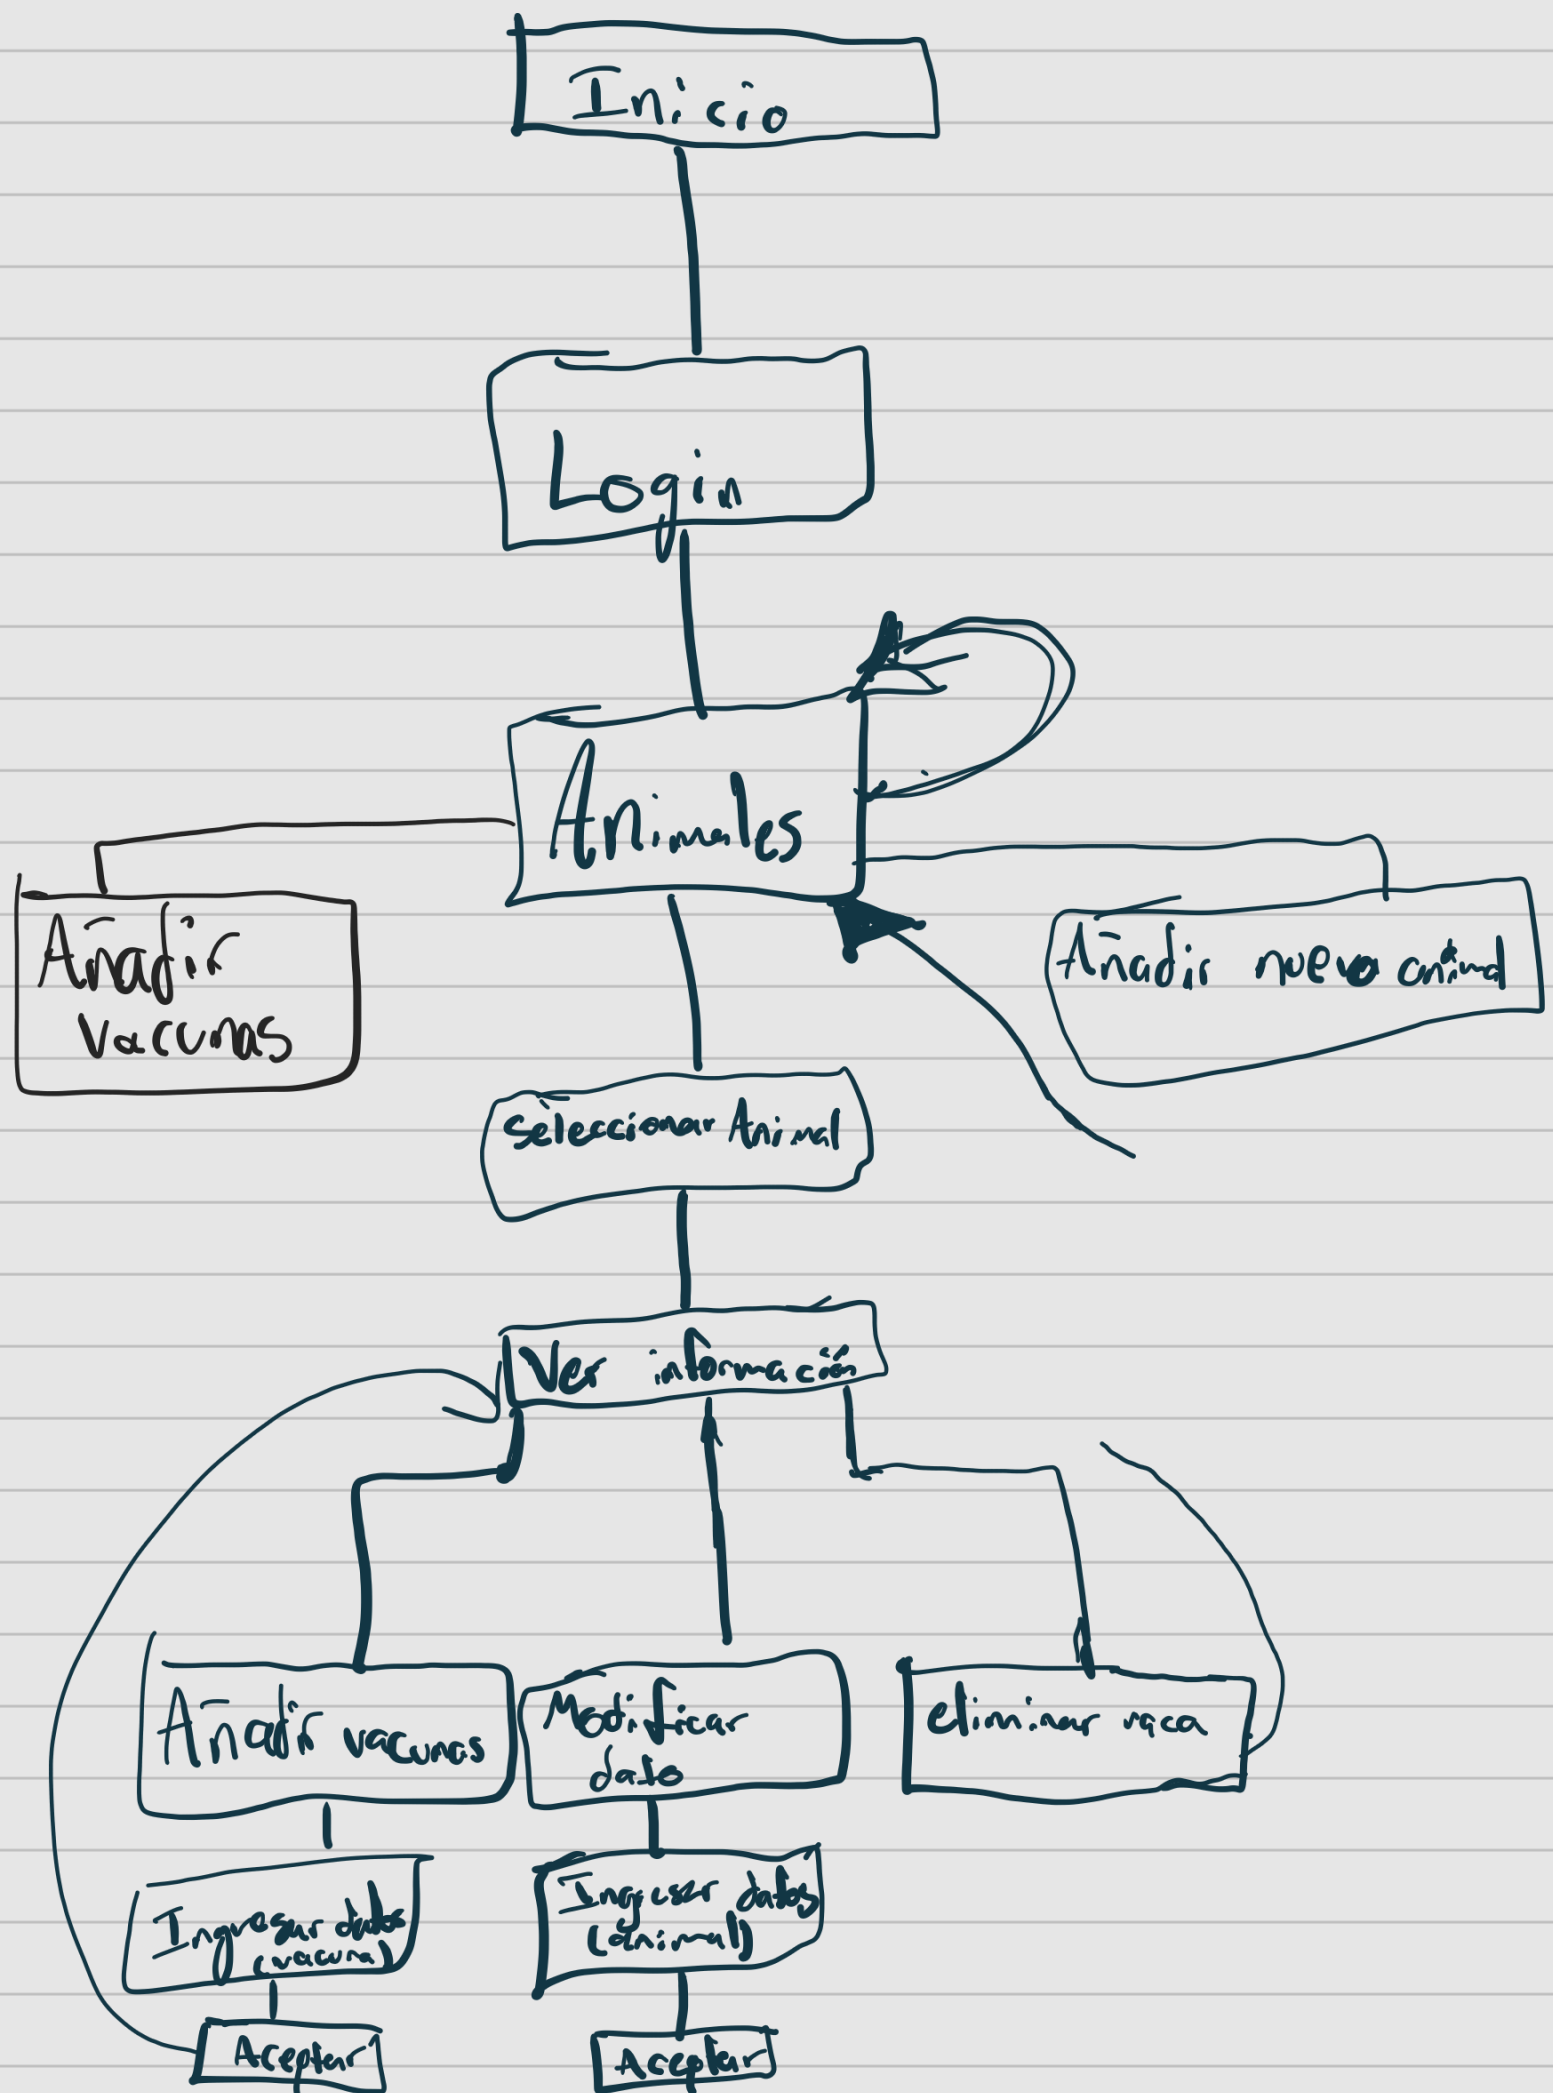 Inicio
Login
Animales
Añadir
vacunas
Añadir nuevo animal
Seleccionar Animal
Ver información
Añadir vacunas
Modificar
dato
eliminar vaca
Ingresar datos
(vacuna)
Ingresar datos
(animal)
Aceptar
Aceptar